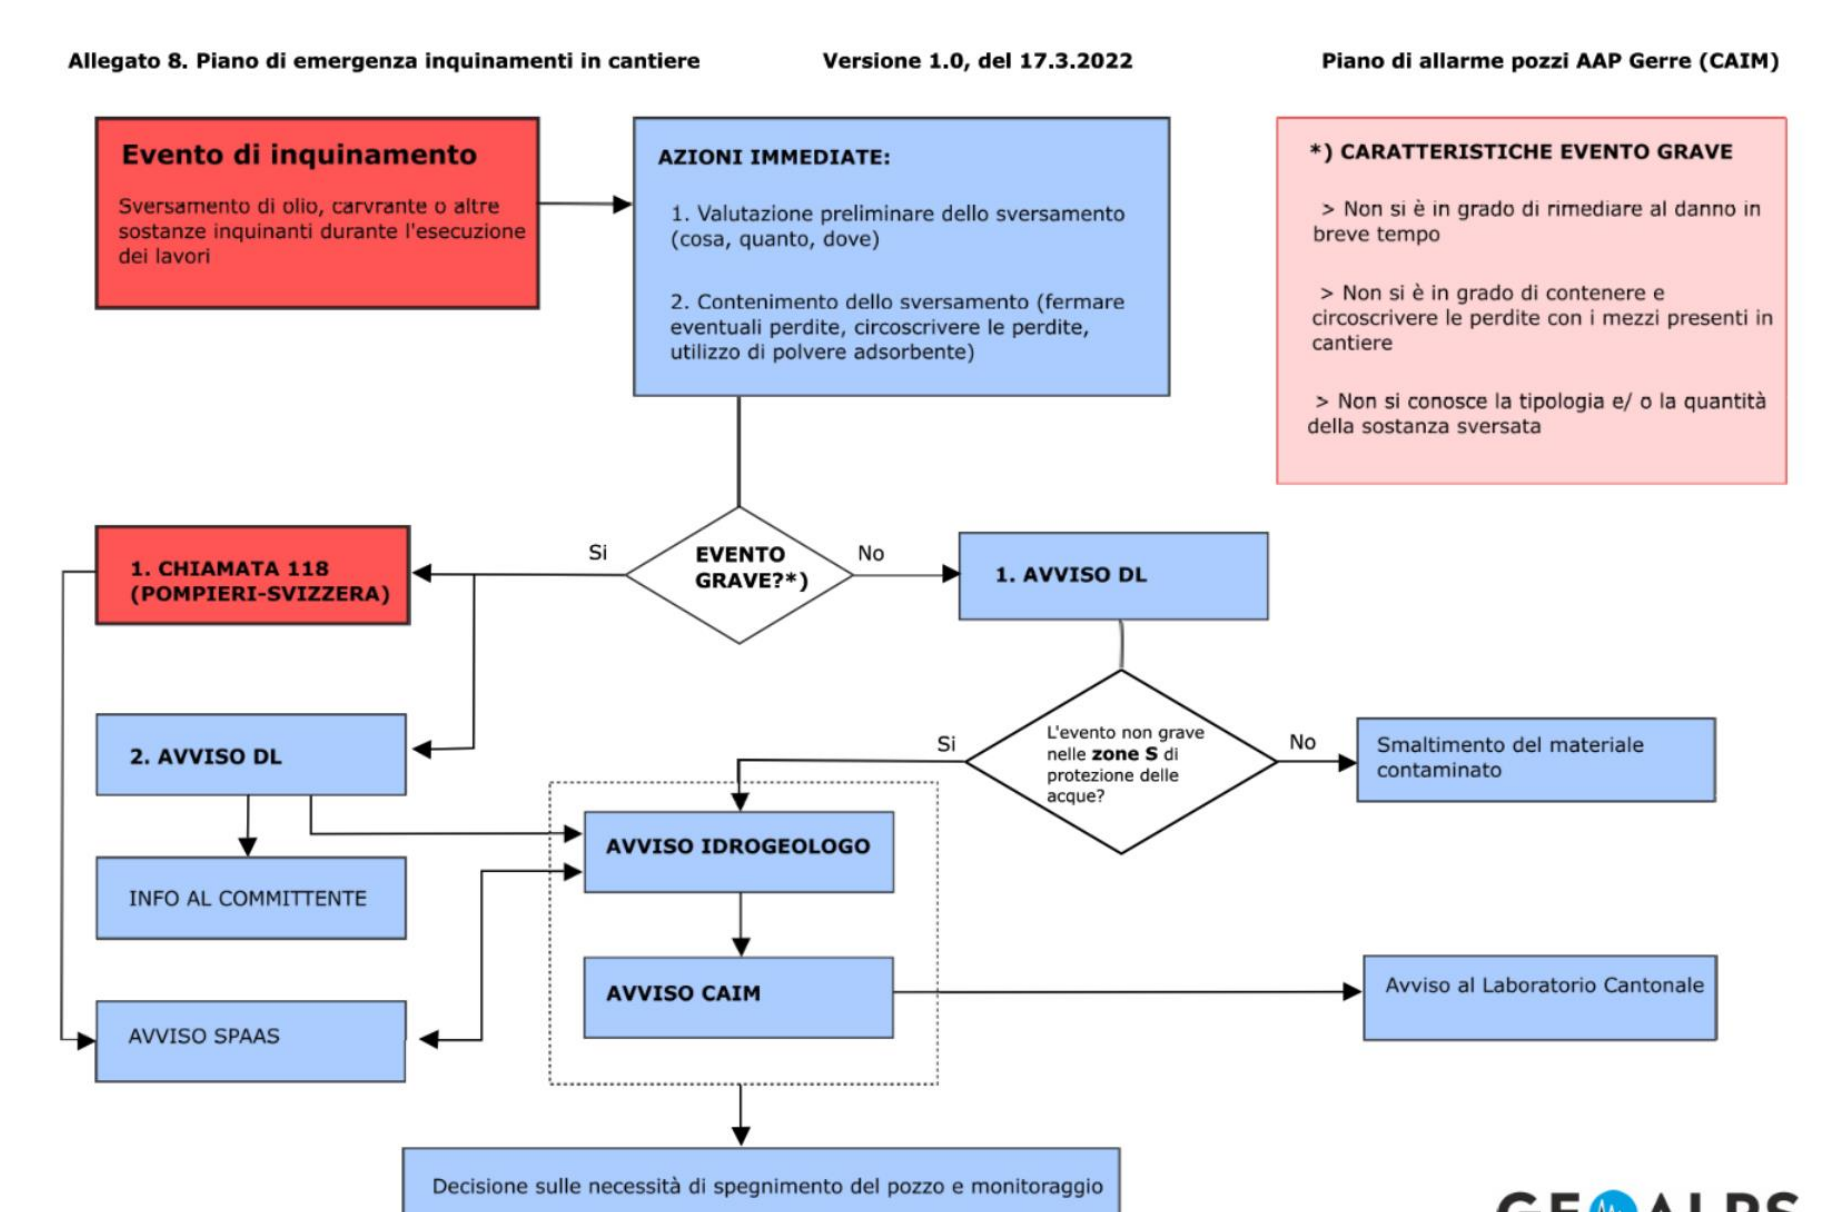 Allegato 8. Piano di emergenza inquinamenti in cantiere
Versione 1.0, del 17.3.2022
Piano di allarme pozzi AAP Gerre (CAIM)
Evento di inquinamento
Sversamento di olio, carvrante o altre
sostanze inquinanti durante l'esecuzione
dei lavori
AZIONI IMMEDIATE:
1. Valutazione preliminare dello sversamento
(cosa, quanto, dove)
2. Contenimento dello sversamento (fermare
eventuali perdite, circoscrivere le perdite,
utilizzo di polvere adsorbente)
*) CARATTERISTICHE EVENTO GRAVE
> Non si è in grado di rimediare al danno in
breve tempo
> Non si è in grado di contenere e
circoscrivere le perdite con i mezzi presenti in
cantiere
> Non si conosce la tipologia e/ o la quantità
della sostanza sversata
Si
EVENTO
GRAVE?*)
No
1. CHIAMATA 118
(POMPIERI-SVIZZERA)
1. AVVISO DL
2. AVVISO DL
Si
L'evento non grave
nelle zone S di
protezione delle
acque?
No
Smaltimento del materiale
contaminato
AVVISO IDROGEOLOGO
INFO AL COMMITTENTE
AVVISO CAIM
Avviso al Laboratorio Cantonale
AVVISO SPAAS
Decisione sulle necessità di spegnimento del pozzo e monitoraggio
GEOALPS